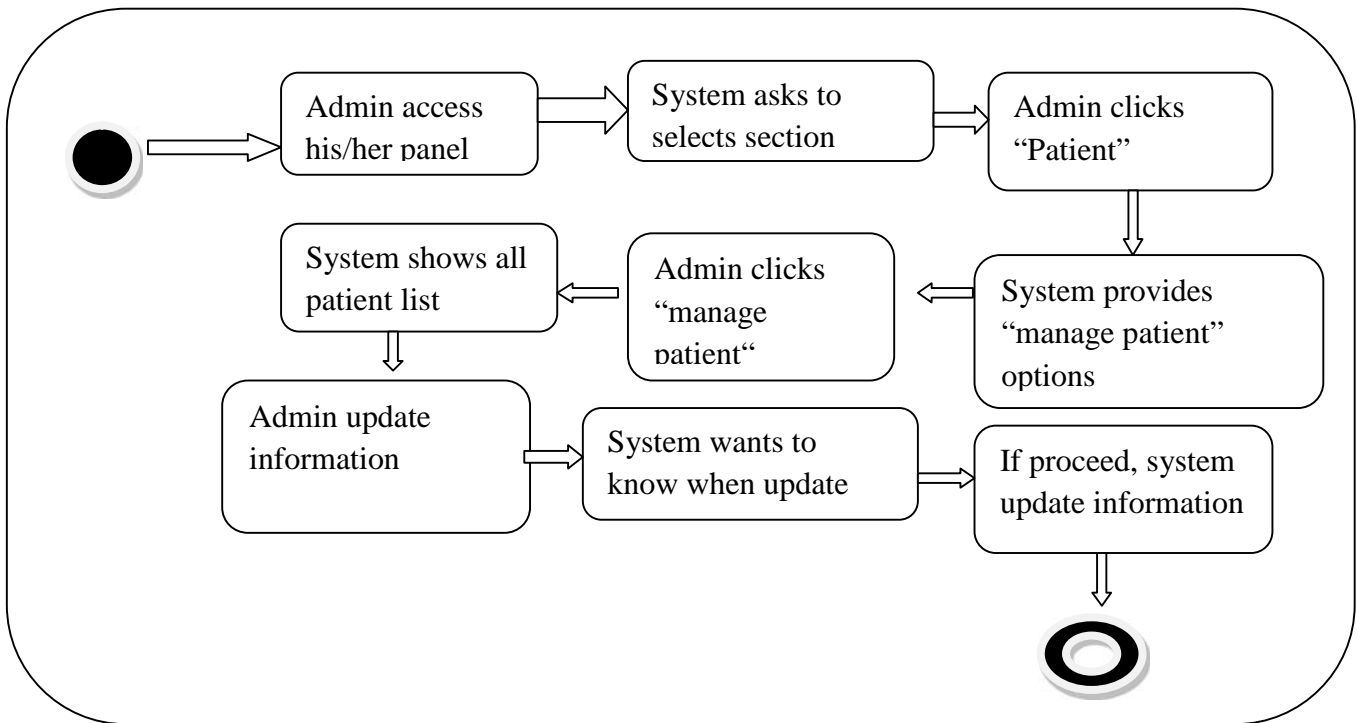 Admin access
his/her panel
System asks to
selects section
Admin clicks
“Patient”
System provides
“manage patient”
options
Admin clicks
“manage
patient“
System shows all
patient list
Admin update
information
System wants to
know when update
If proceed, system
update information